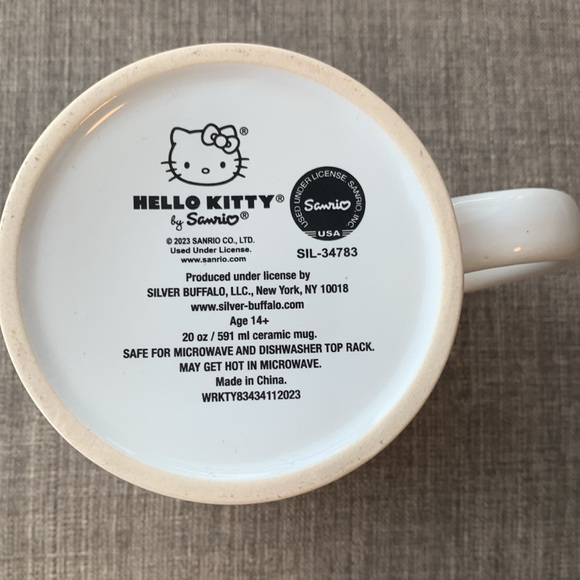 ®
HELLO KITTY®
by Sanrio®
© 2023 SANRIO CO., LTD.
Used Under License.
www.sanrio.com
USED UNDER LICENSE. SANRIO, INC.
Sanrio
USA
SIL-34783
Produced under license by
SILVER BUFFALO, LLC., New York, NY 10018
www.silver-buffalo.com
Age 14+
20 oz / 591 ml ceramic mug.
SAFE FOR MICROWAVE AND DISHWASHER TOP RACK.
MAY GET HOT IN MICROWAVE.
Made in China.
WRKTY83434112023